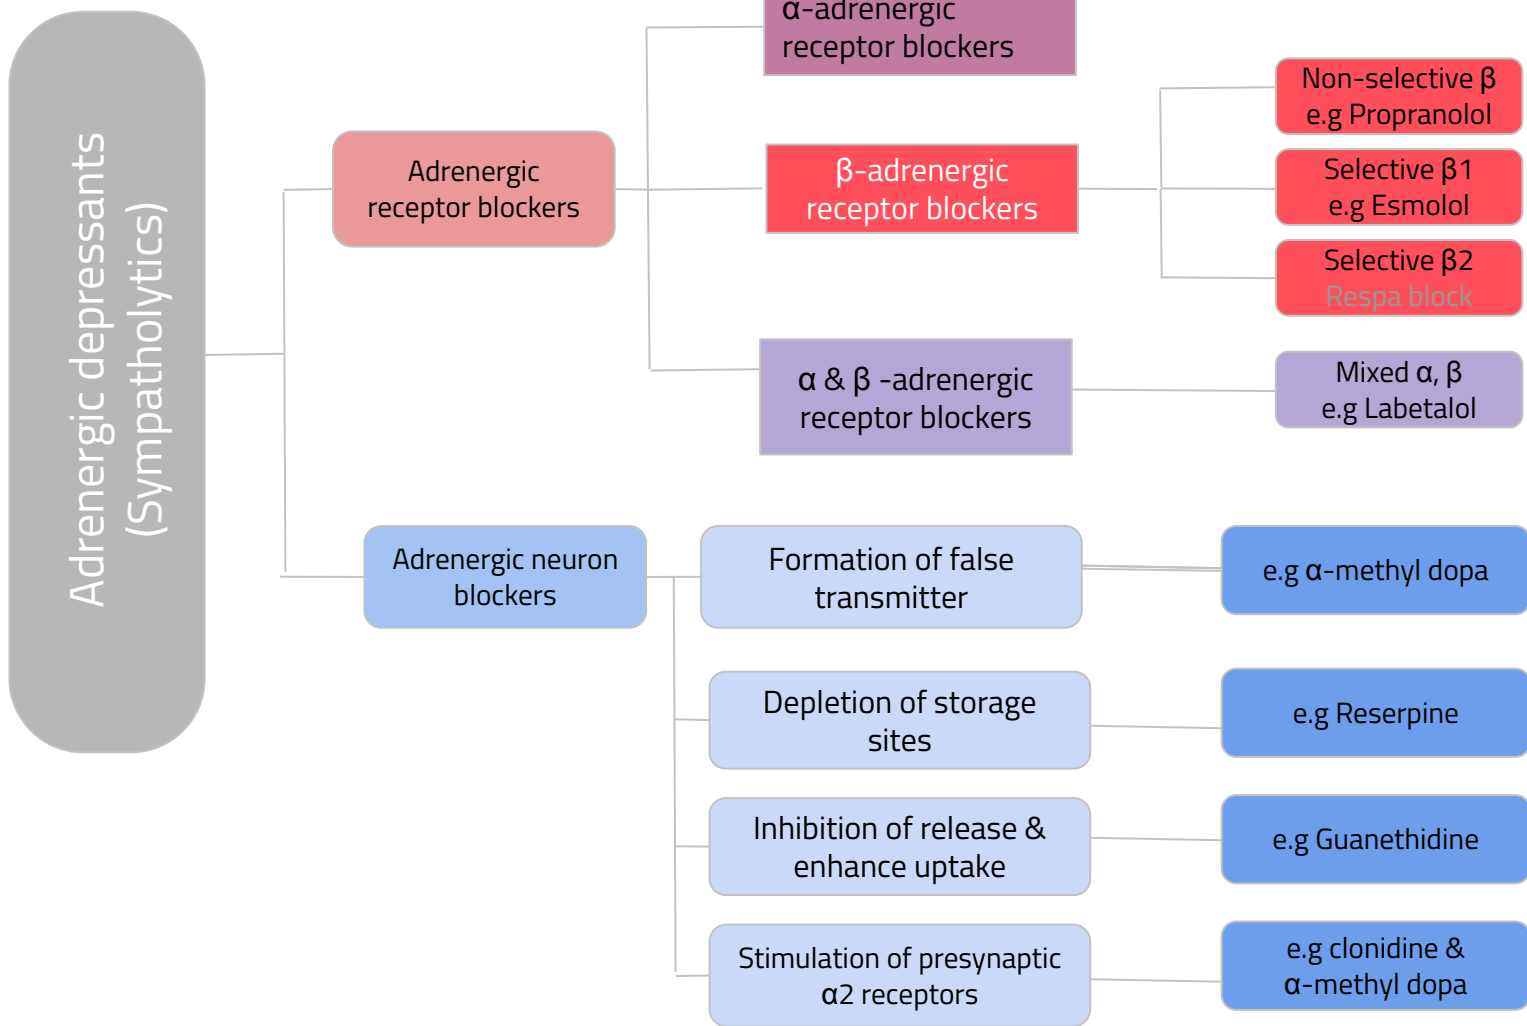 Adrenergic depressants
(Sympatholytics)
Adrenergic
receptor blockers
α-adrenergic
receptor blockers
β-adrenergic
receptor blockers
Non-selective β
e.g Propranolol
Selective β1
e.g Esmolol
Selective β2
Respa block
α & β -adrenergic
receptor blockers
Mixed α, β
e.g Labetalol
Adrenergic neuron
blockers
Formation of false
transmitter
e.g α-methyl dopa
Depletion of storage
sites
e.g Reserpine
Inhibition of release &
enhance uptake
e.g Guanethidine
Stimulation of presynaptic
α2 receptors
e.g clonidine &
α-methyl dopa